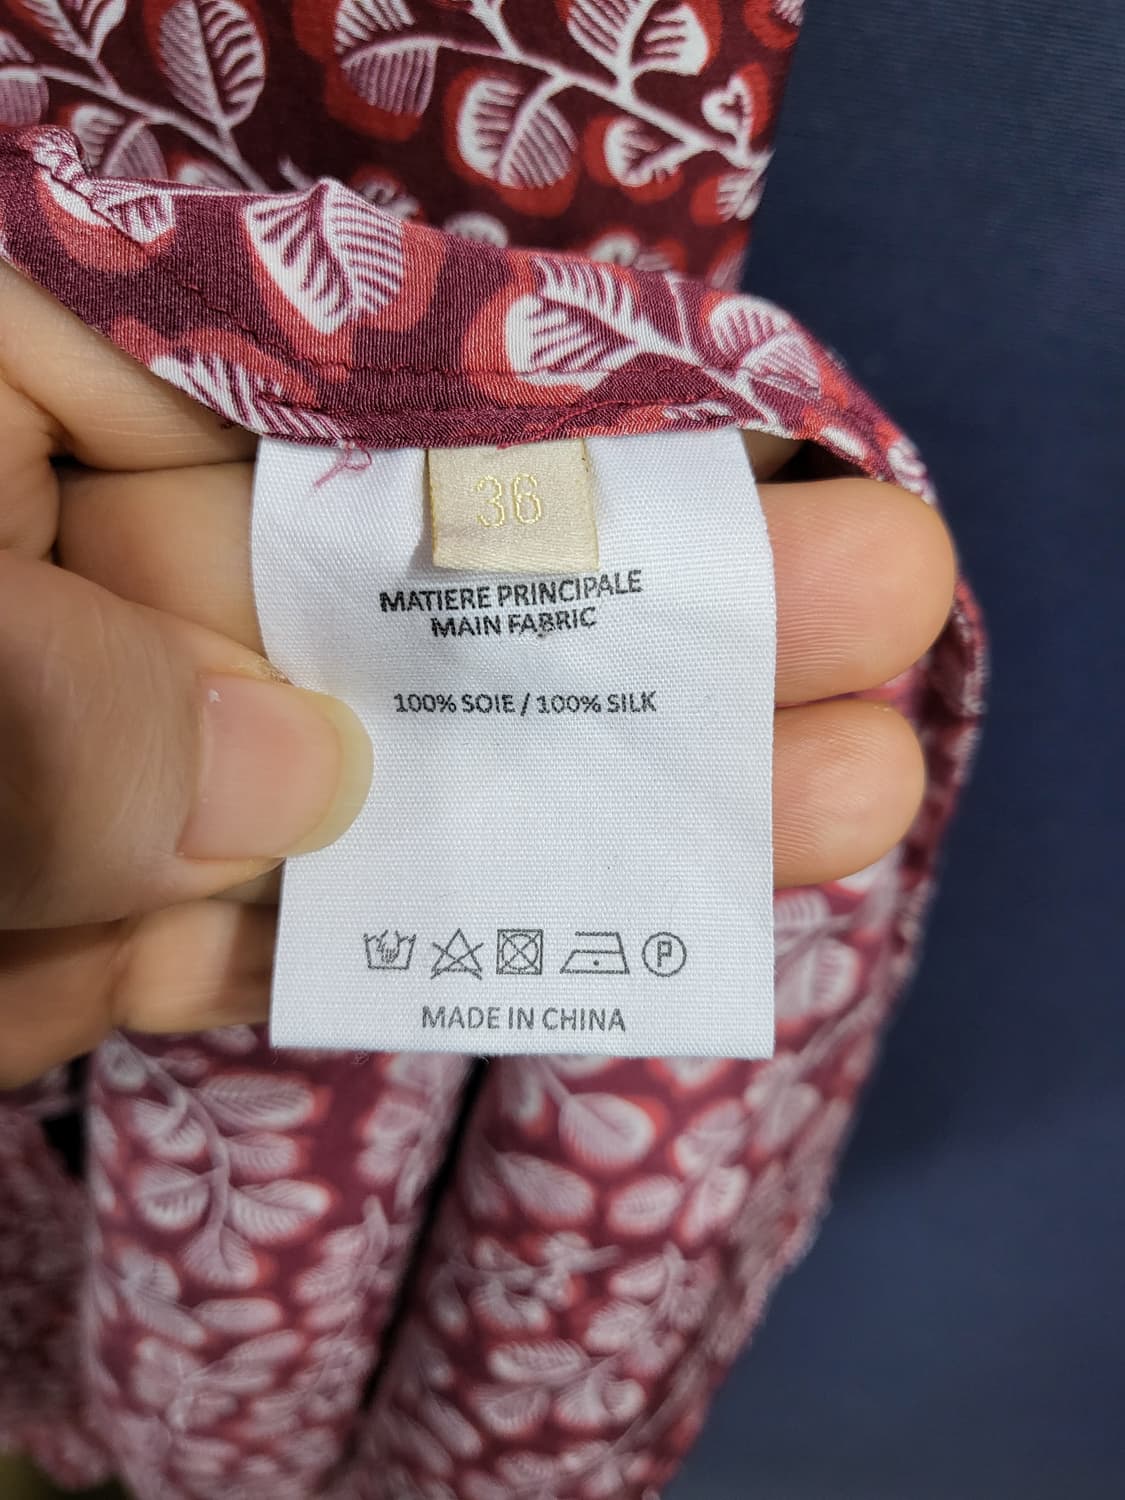 36
MATIERE PRINCIPALE
MAIN FABRIC
100% SOIE / 100% SILK
P
MADE IN CHINA